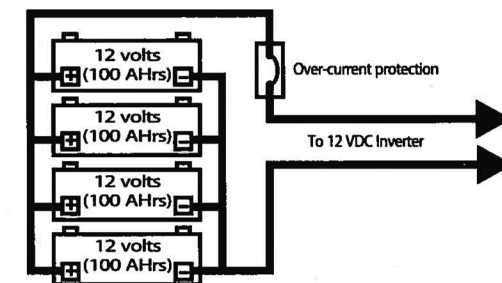 12 volts
(100 AHrs)
+ −
Over-current protection
12 volts
(100 AHrs)
+ −
To 12 VDC Inverter
12 volts
(100 AHrs)
+ −
12 volts
(100 AHrs)
+ −